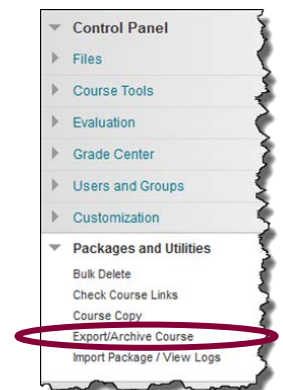 Control Panel
Files
Course Tools
Evaluation
Grade Center
Users and Groups
Customization
Packages and Utilities
Bulk Delete
Check Course Links
Course Copy
Export/Archive Course
Import Package / View Logs